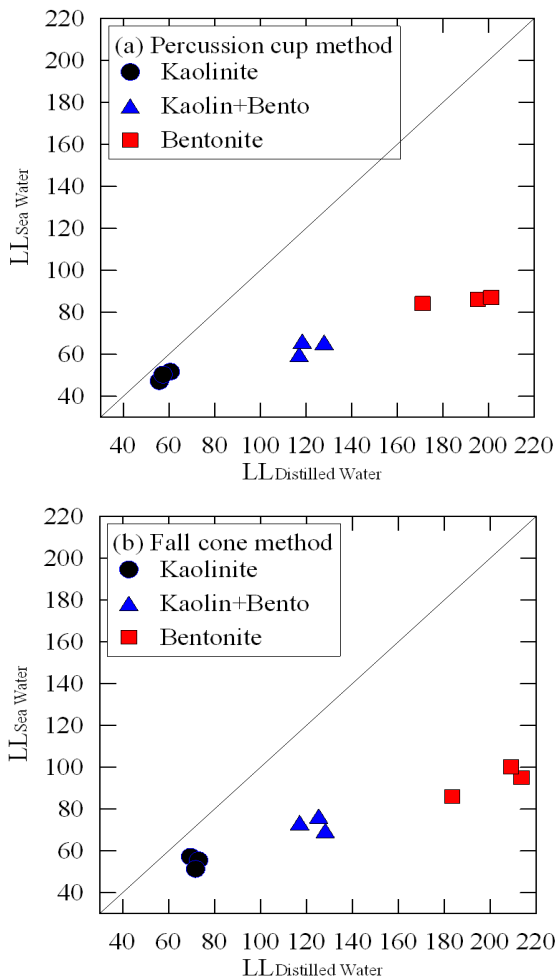 220
200
180
160
140
120
100
80
60
40
LLSea Water
(a) Percussion cup method
Kaolinite
Kaolin+Bento
Bentonite
40 60 80 100 120 140 160 180 200 220
LLDistilled Water
220
200
180
160
140
120
100
80
60
40
LLSea Water
(b) Fall cone method
Kaolinite
Kaolin+Bento
Bentonite
40 60 80 100 120 140 160 180 200 220
LLDistilled Water